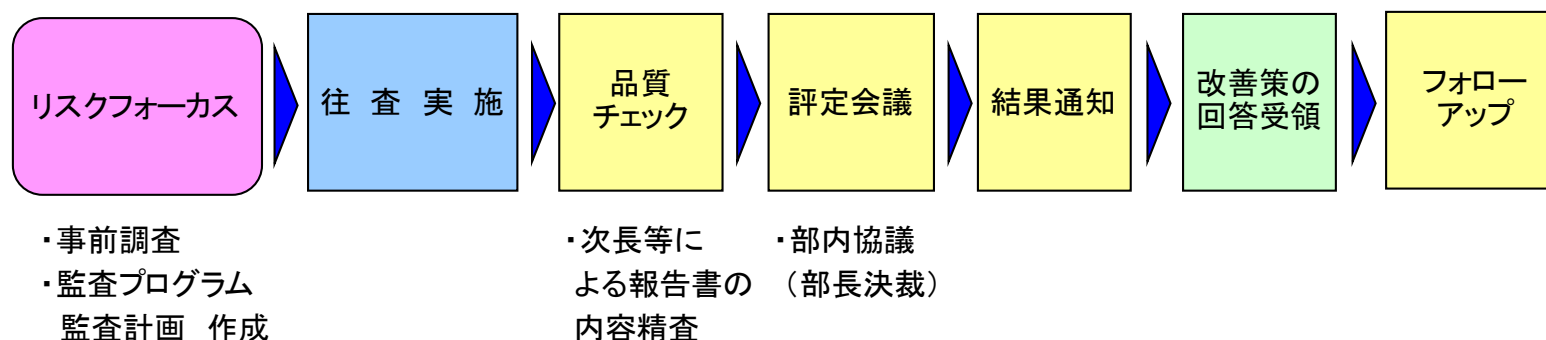 リスクフォーカス
往 査 実 施
品質
チェック
評定会議
結果通知
改善策の
回答受領
フォロー
アップ
・事前調査
・監査プログラム
監査計画　作成
・次長等に
よる報告書の
内容精査
・部内協議
（部長決裁）